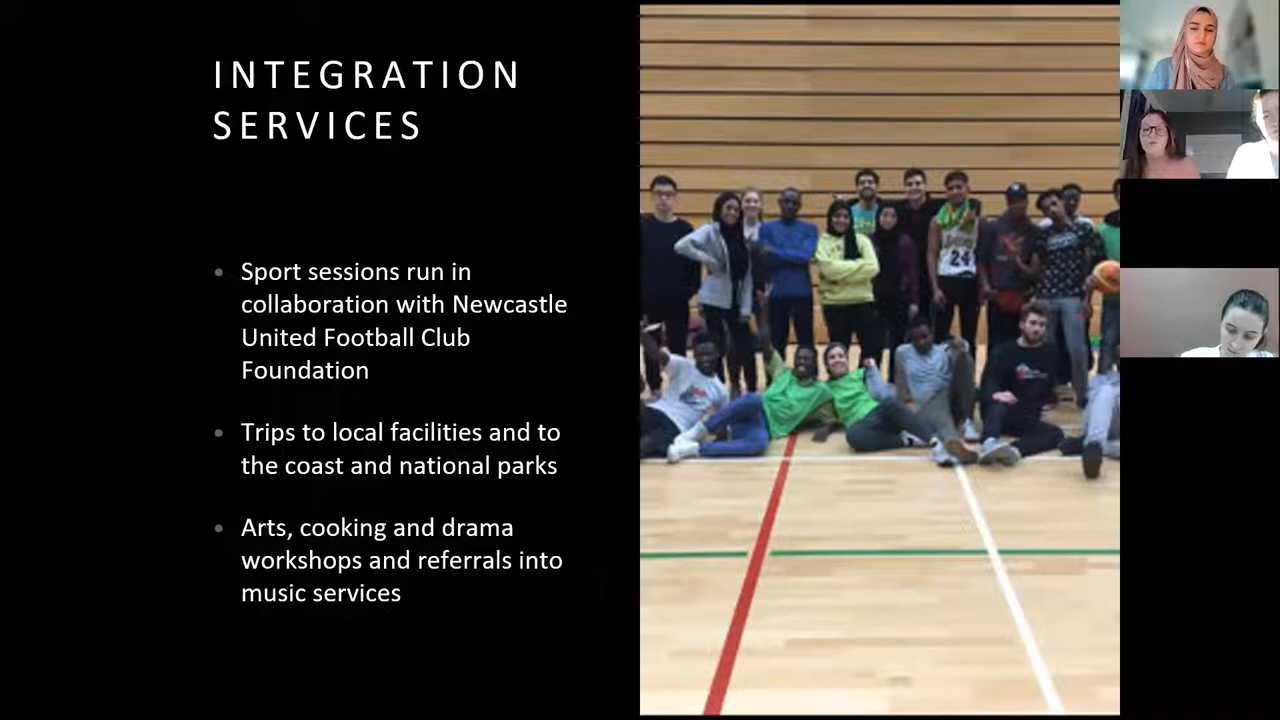 INTEGRATION
SERVICES
Sport sessions run in
collaboration with Newcastle
United Football Club
Foundation
Trips to local facilities and to
the coast and national parks
Arts, cooking and drama
workshops and referrals into
music services
24